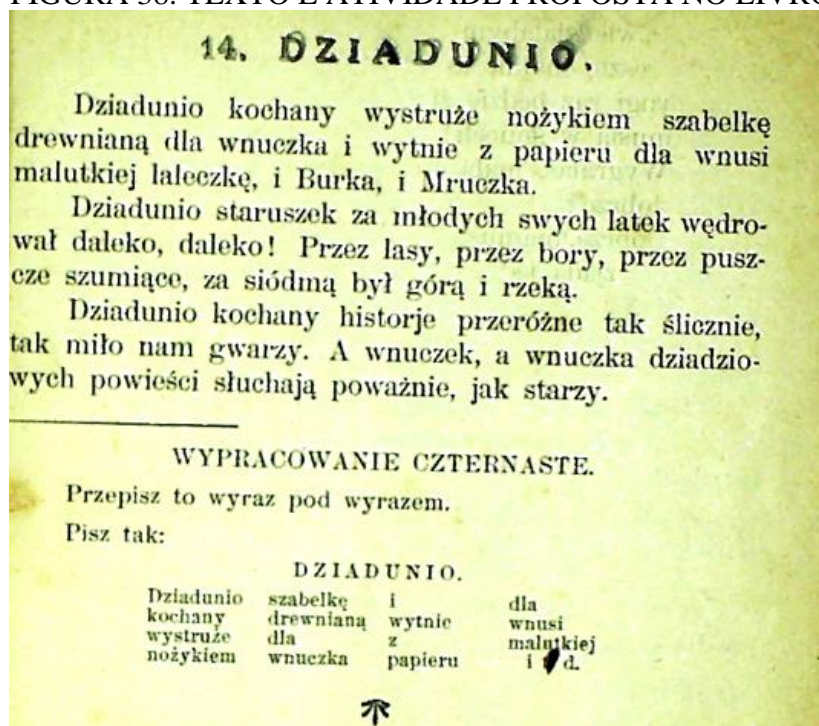 FIGURA 38: TEXTO E ATIVIDADE PROPOSTA NO LIVRO
14. DZIADUNIO.
Dziadunio kochany wystruże nożykiem szabelkę
drewnianą dla wnuczka i wytnie z papieru dla wnusi
malutkiej laleczkę, i Burka, i Mruczka.
Dziadunio staruszek za młodych swych latek wędro-
wał daleko, daleko! Przez lasy, przez bory, przez pusz-
cze szumiące, za siódmą był górą i rzeką.
Dziadunio kochany historje przeróżne tak ślicznie,
tak miło nam gwarzy. A wnuczek, a wnuczka dziadzio-
wych powieści słuchają poważnie, jak starzy.
WYPRACOWANIE CZTERNASTE.
Przepisz to wyraz pod wyrazem.
Pisz tak:
DZIADUNIO.
Dziadunio szabelkę i dla
kochany drewnianą wytnie wnusi
wystruże dla z malutkiej
nożykiem wnuczka papieru i d.